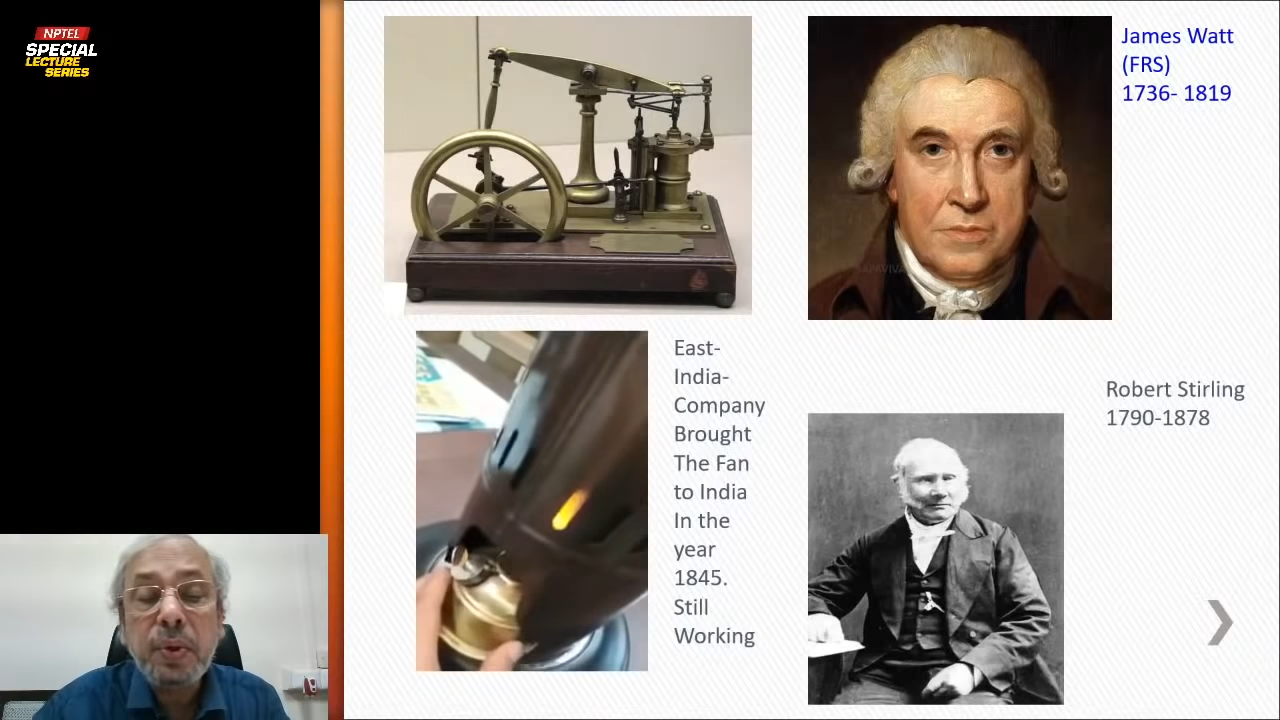 NPTEL
SPECIAL
LECTURE
SERIES
James Watt
(FRS)
1736- 1819
East-
India-
Company
Brought
The Fan
to India
In the
year
1845.
Still
Working
Robert Stirling
1790-1878